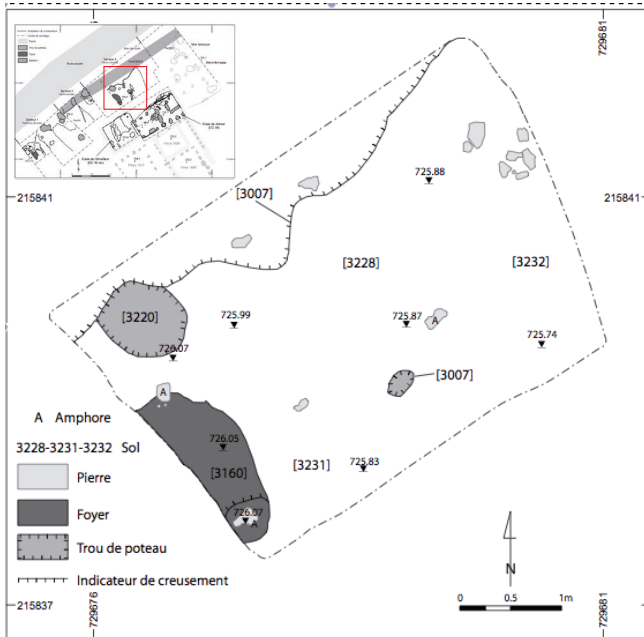 729681
215841
215841
725.88
[3007]
[3228]
[3232]
[3220]
725.99
725.87
A
726.07
725.74
[3007]
A
A Amphore
3228-3231-3232 Sol
Pierre
Foyer
Trou de poteau
Indicateur de creusement
726.05
[3160]
[3231]
725.83
726.07
A
N
0 0.5 1m
215837
215837
729676
729681